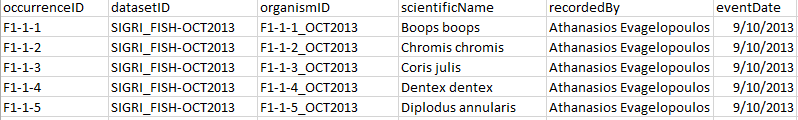 occurrenceID datasetID organismID scientificName recordedBy eventDate
F1-1-1 SIGRI_FISH-OCT2013 F1-1-1_OCT2013 Boops boops Athanasios Evagelopoulos 9/10/2013
F1-1-2 SIGRI_FISH-OCT2013 F1-1-2_OCT2013 Chromis chromis Athanasios Evagelopoulos 9/10/2013
F1-1-3 SIGRI_FISH-OCT2013 F1-1-3_OCT2013 Coris julis Athanasios Evagelopoulos 9/10/2013
F1-1-4 SIGRI_FISH-OCT2013 F1-1-4_OCT2013 Dentex dentex Athanasios Evagelopoulos 9/10/2013
F1-1-5 SIGRI_FISH-OCT2013 F1-1-5_OCT2013 Diplodus annularis Athanasios Evagelopoulos 9/10/2013